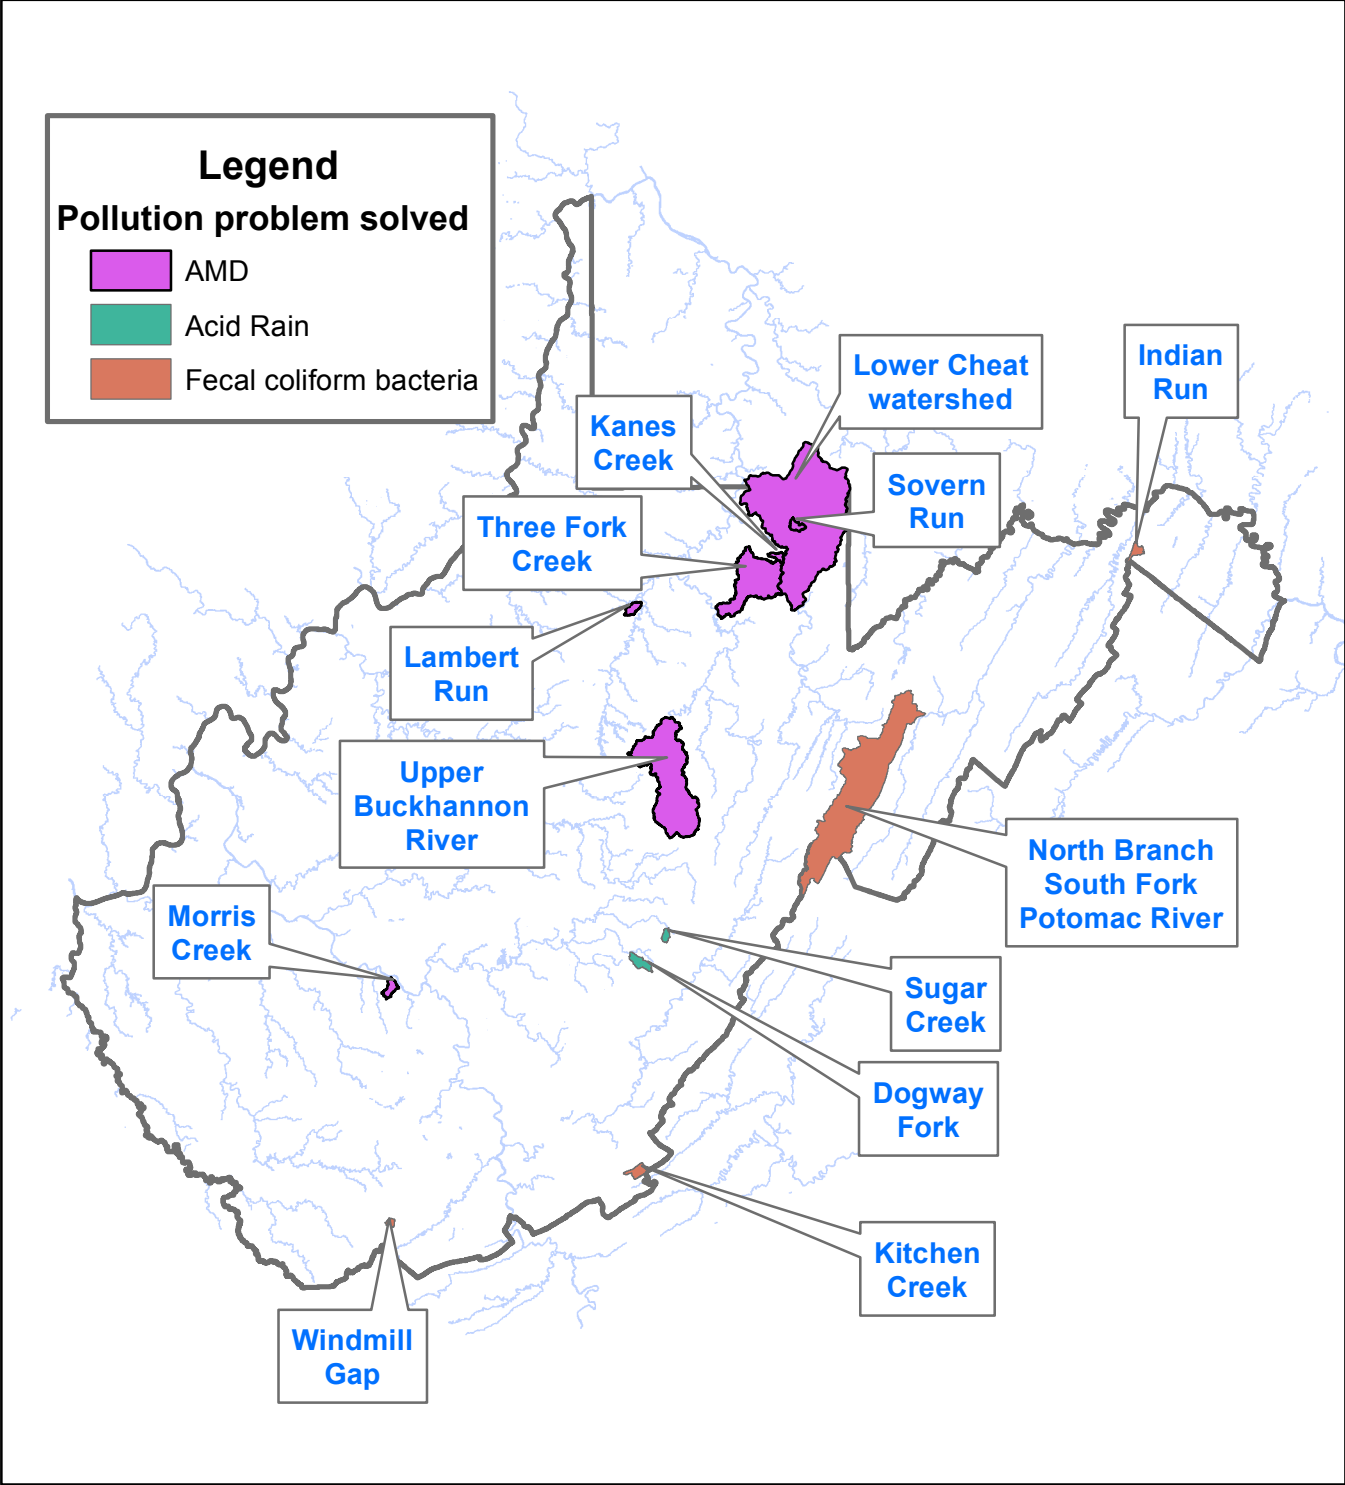 Legend
Pollution problem solved
AMD
Acid Rain
Fecal coliform bacteria
Lower Cheat
watershed
Indian
Run
Kanes
Creek
Sovern
Run
Three Fork
Creek
Lambert
Run
Upper
Buckhannon
River
North Branch
South Fork
Potomac River
Morris
Creek
Sugar
Creek
Dogway
Fork
Kitchen
Creek
Windmill
Gap